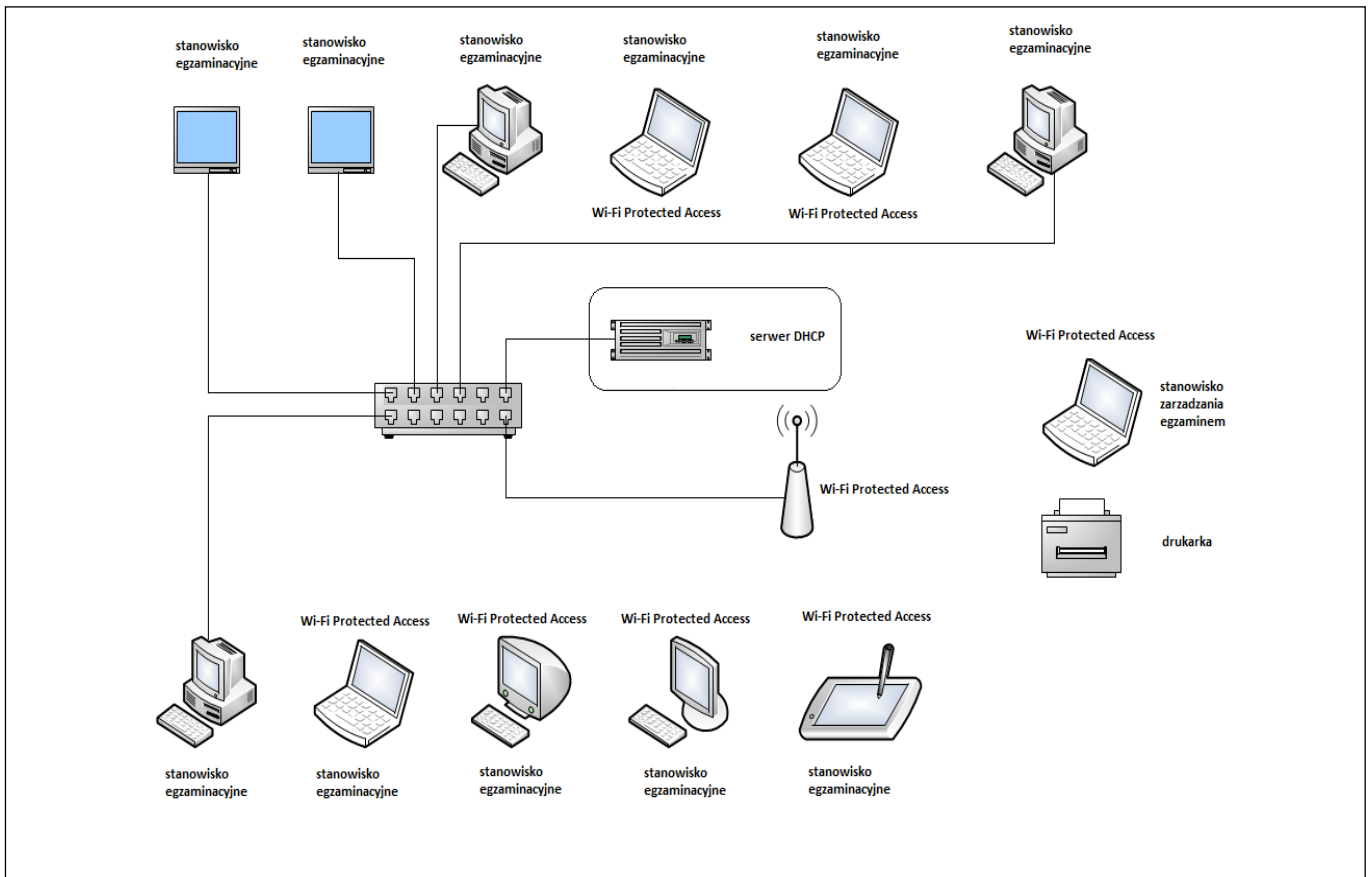 stanowisko
egzaminacyjne
stanowisko
egzaminacyjne
stanowisko
egzaminacyjne
stanowisko
egzaminacyjne
stanowisko
egzaminacyjne
stanowisko
egzaminacyjne
Wi-Fi Protected Access
Wi-Fi Protected Access
serwer DHCP
Wi-Fi Protected Access
stanowisko
zarzadzania
egzaminem
Wi-Fi Protected Access
drukarka
Wi-Fi Protected Access
Wi-Fi Protected Access
Wi-Fi Protected Access
Wi-Fi Protected Access
stanowisko
egzaminacyjne
stanowisko
egzaminacyjne
stanowisko
egzaminacyjne
stanowisko
egzaminacyjne
stanowisko
egzaminacyjne